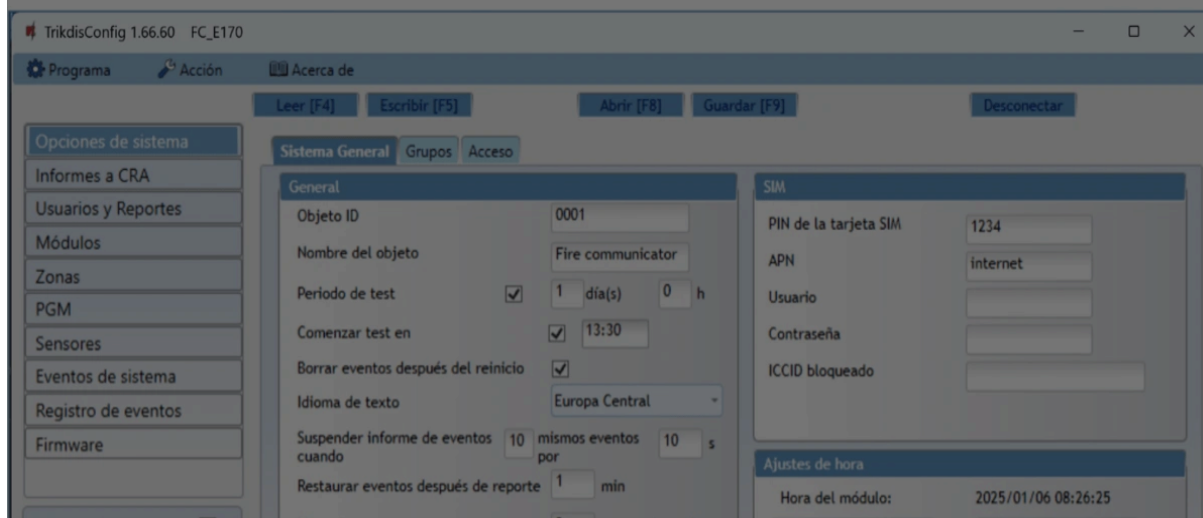 TrikdisConfig 1.66.60 FC_E170
Programa Acción Acerca de
Leer [F4] Escribir [F5] Abrir [F8] Guardar [F9] Desconectar
Opciones de sistema
Informes a CRA
Usuarios y Reportes
Módulos
Zonas
PGM
Sensores
Eventos de sistema
Registro de eventos
Firmware
Sistema General Grupos Acceso
General
Objeto ID 0001
Nombre del objeto Fire communicator
Periodo de test 1 día(s) 0 h
Comenzar test en 13:30
Borrar eventos después del reinicio
Idioma de texto Europa Central
Suspender informe de eventos 10 mismos eventos 10 s
cuando por
Restaurar eventos después de reporte 1 min
SIM
PIN de la tarjeta SIM 1234
APN internet
Usuario
Contraseña
ICCID bloqueado
Ajustes de hora
Hora del módulo: 2025/01/06 08:26:25